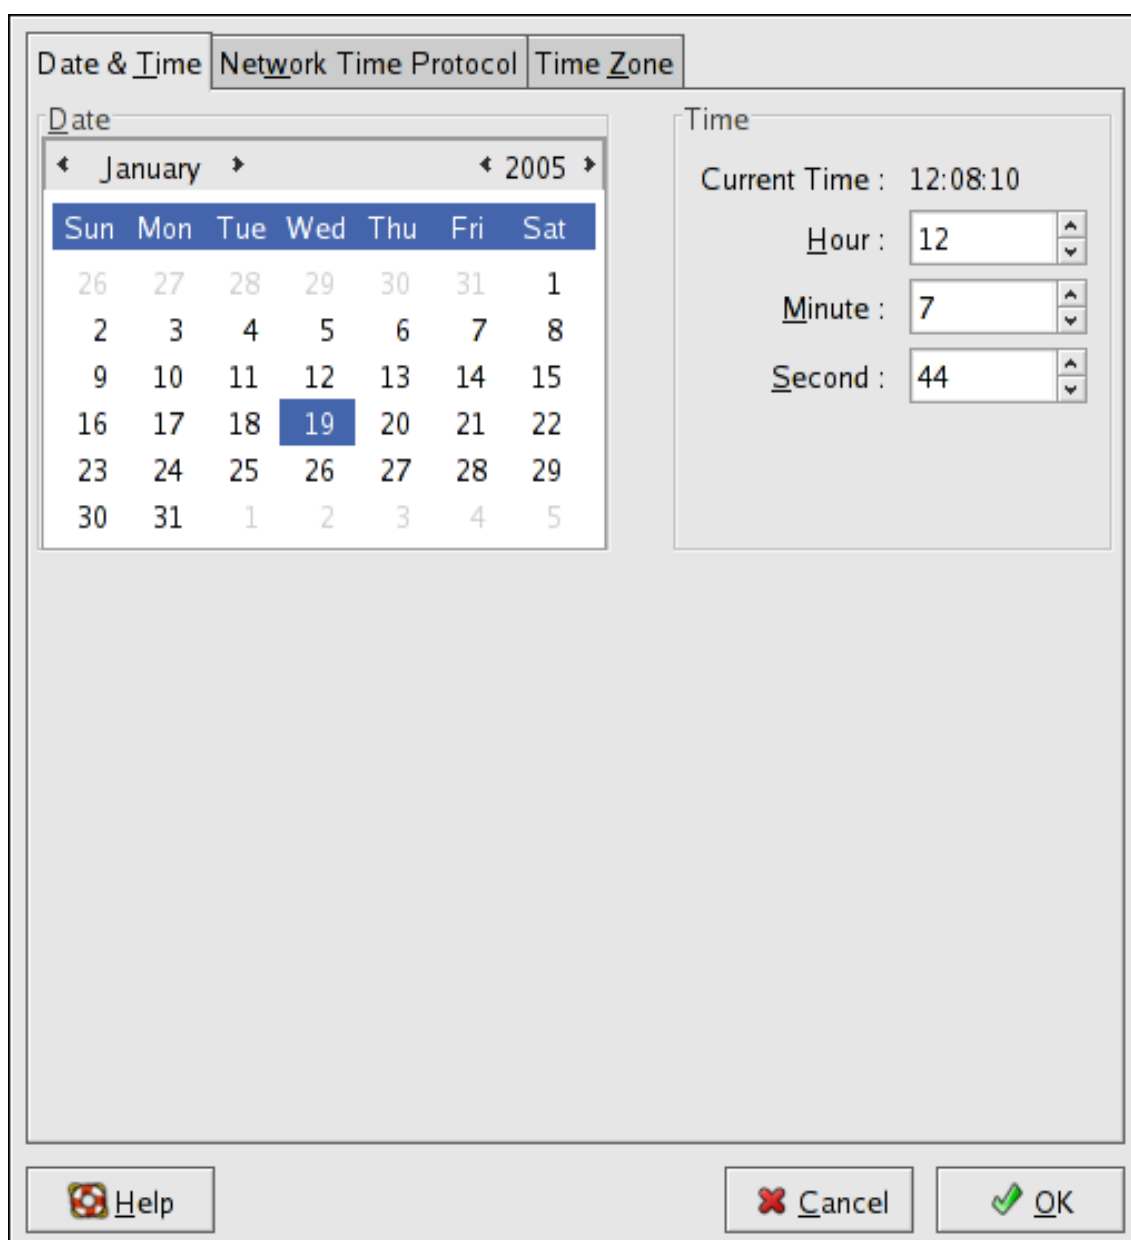 Date & Time Network Time Protocol Time Zone
Date
January 2005
Sun Mon Tue Wed Thu Fri Sat
26 27 28 29 30 31 1
2 3 4 5 6 7 8
9 10 11 12 13 14 15
16 17 18 19 20 21 22
23 24 25 26 27 28 29
30 31 1 2 3 4 5
Time
Current Time : 12:08:10
Hour : 12
Minute : 7
Second : 44
Help Cancel OK